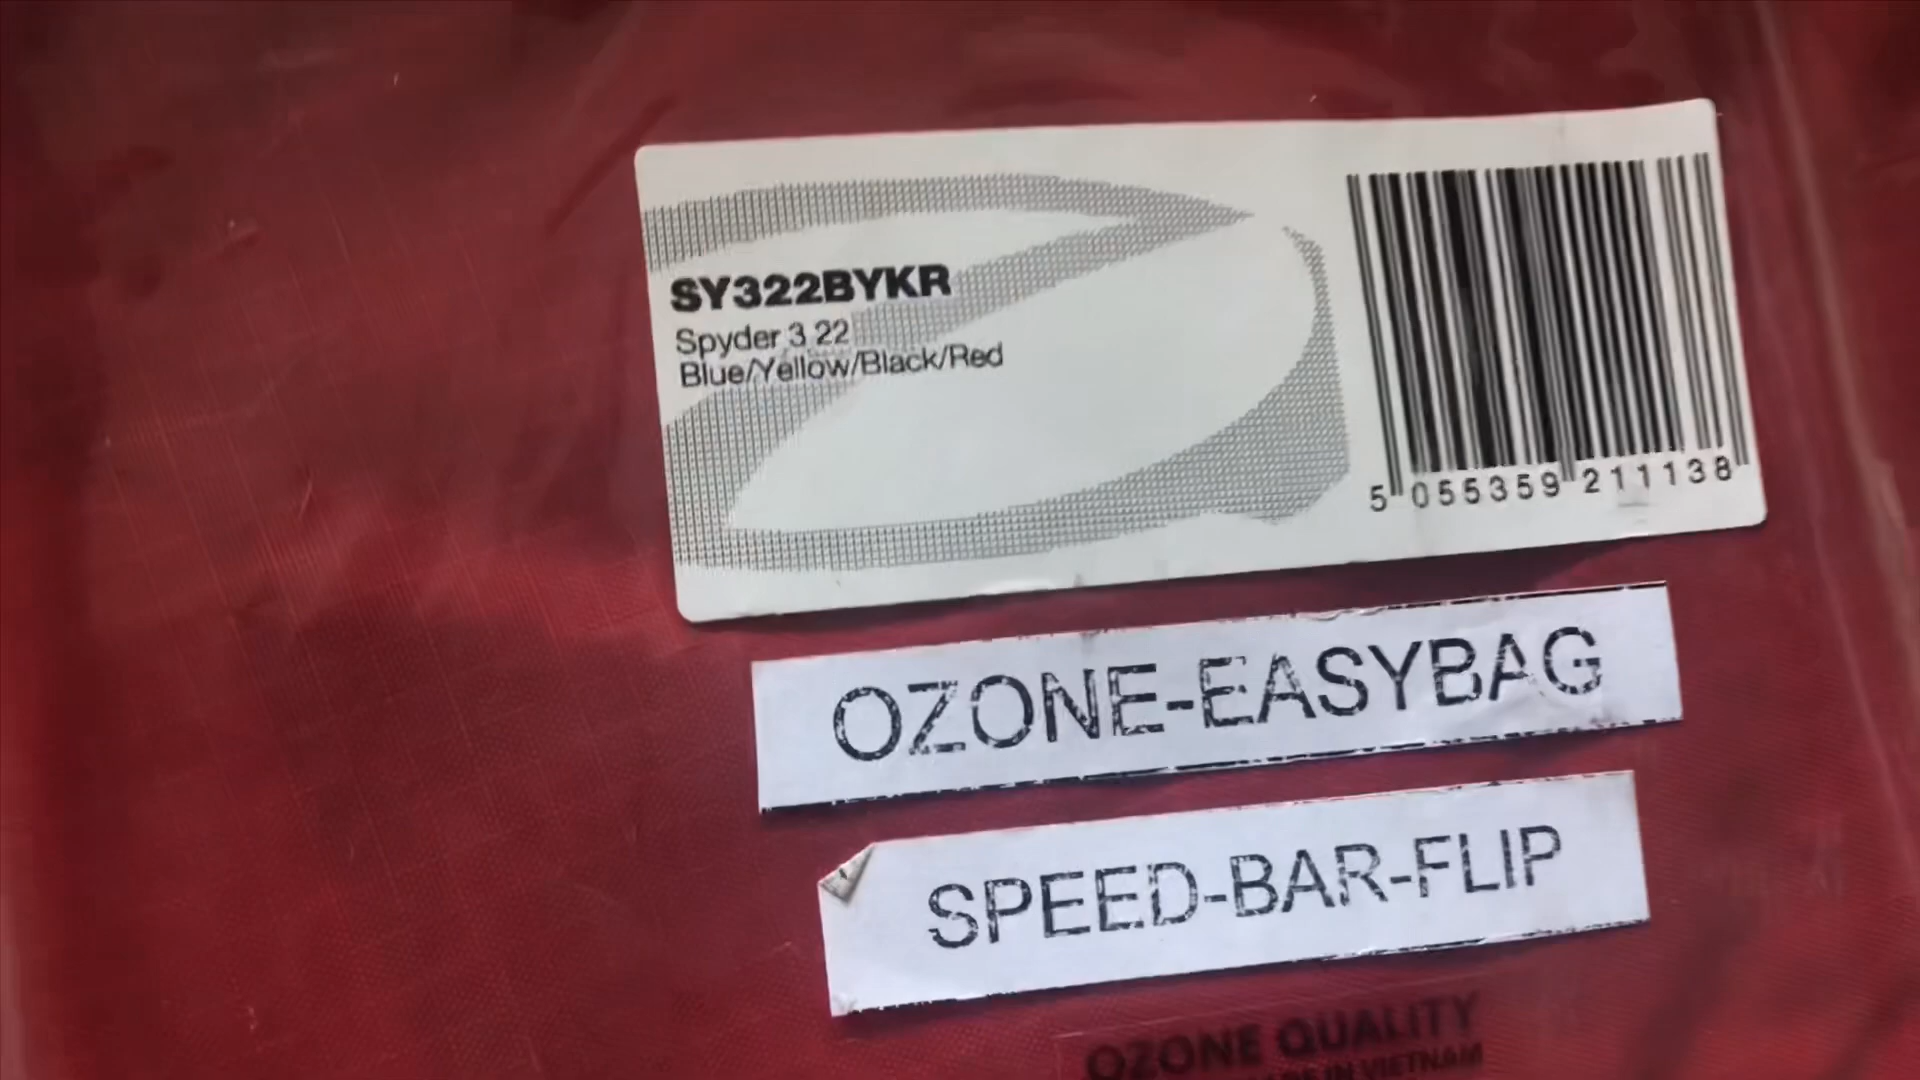 SY322BYKR
Spyder 3 22
Blue/Yellow/Black/Red
5 055359 211138
OZONE-EASYBAG
SPEED-BAR-FLIP
OZONE QUALITY
MADE IN VIETNAM